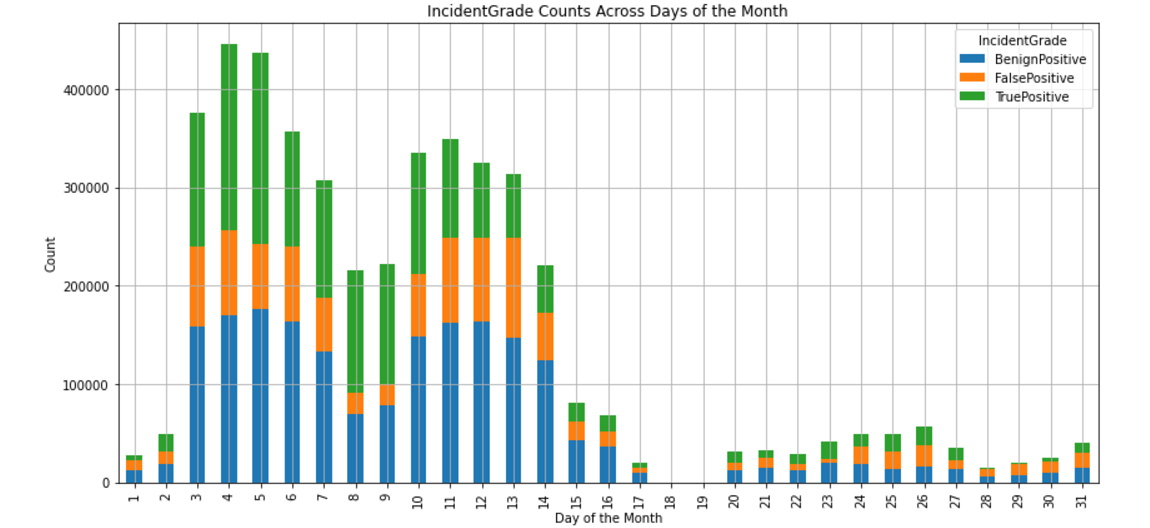 IncidentGrade Counts Across Days of the Month
IncidentGrade
BenignPositive
FalsePositive
TruePositive
400000
300000
200000
100000
0
Count
1 2 3 4 5 6 7 8 9 10 11 12 13 14 15 16 17 18 19 20 21 22 23 24 25 26 27 28 29 30 31
Day of the Month